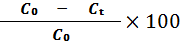 C₀ − Cₜ
C₀
× 100